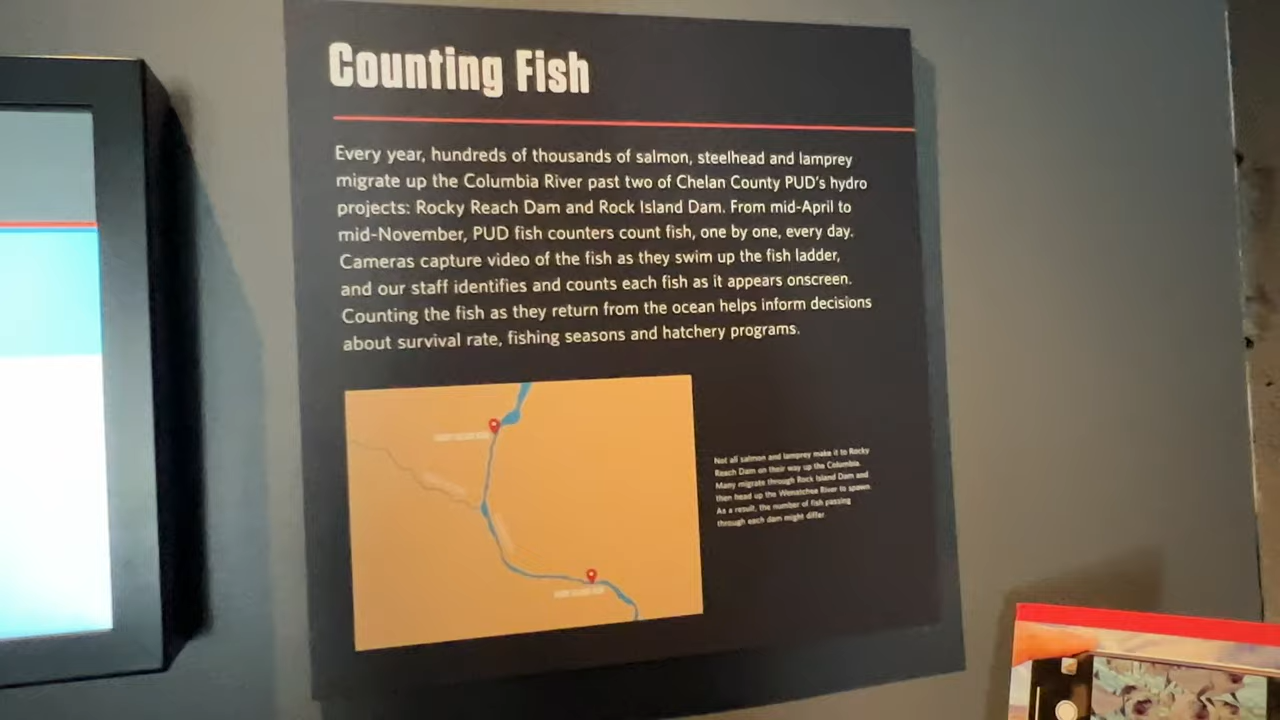 Counting Fish
Every year, hundreds of thousands of salmon, steelhead and lamprey
migrate up the Columbia River past two of Chelan County PUD's hydro
projects: Rocky Reach Dam and Rock Island Dam. From mid-April to
mid-November, PUD fish counters count fish, one by one, every day.
Cameras capture video of the fish as they swim up the fish ladder,
and our staff identifies and counts each fish as it appears onscreen.
Counting the fish as they return from the ocean helps inform decisions
about survival rate, fishing seasons and hatchery programs.
Not all salmon and lamprey make it to Rocky
Reach Dam on their way up the Columbia.
Many migrate through Rock Island Dam and
then head up the Wenatchee River to spawn.
As a result, the number of fish passing
through each dam might differ.